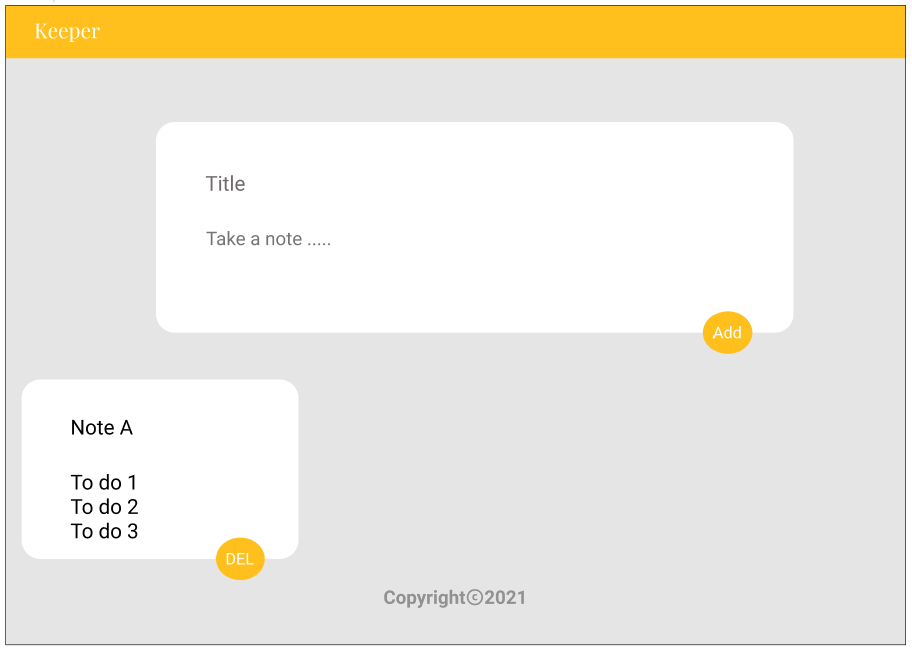 Keeper
Title
Take a note .....
Add
Note A
To do 1
To do 2
To do 3
DEL
Copyright©2021